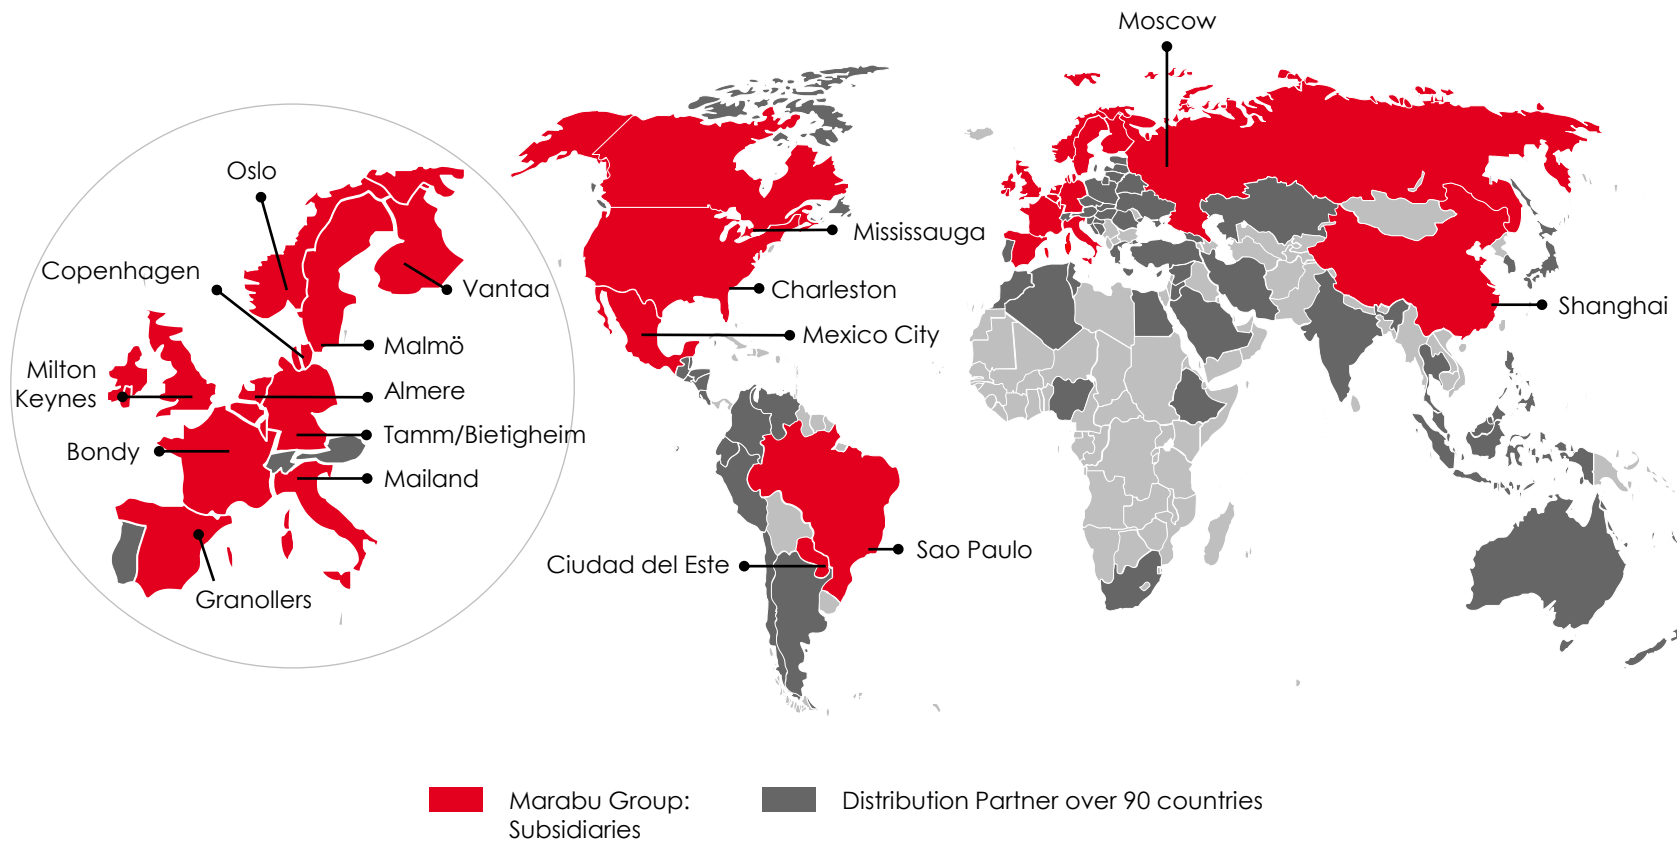 Moscow
Oslo
Copenhagen
Vantaa
Malmö
Milton
Keynes
Almere
Tamm/Bietigheim
Bondy
Mailand
Granollers
Mississauga
Charleston
Mexico City
Shanghai
Ciudad del Este
Sao Paulo
Marabu Group:
Subsidiaries
Distribution Partner over 90 countries